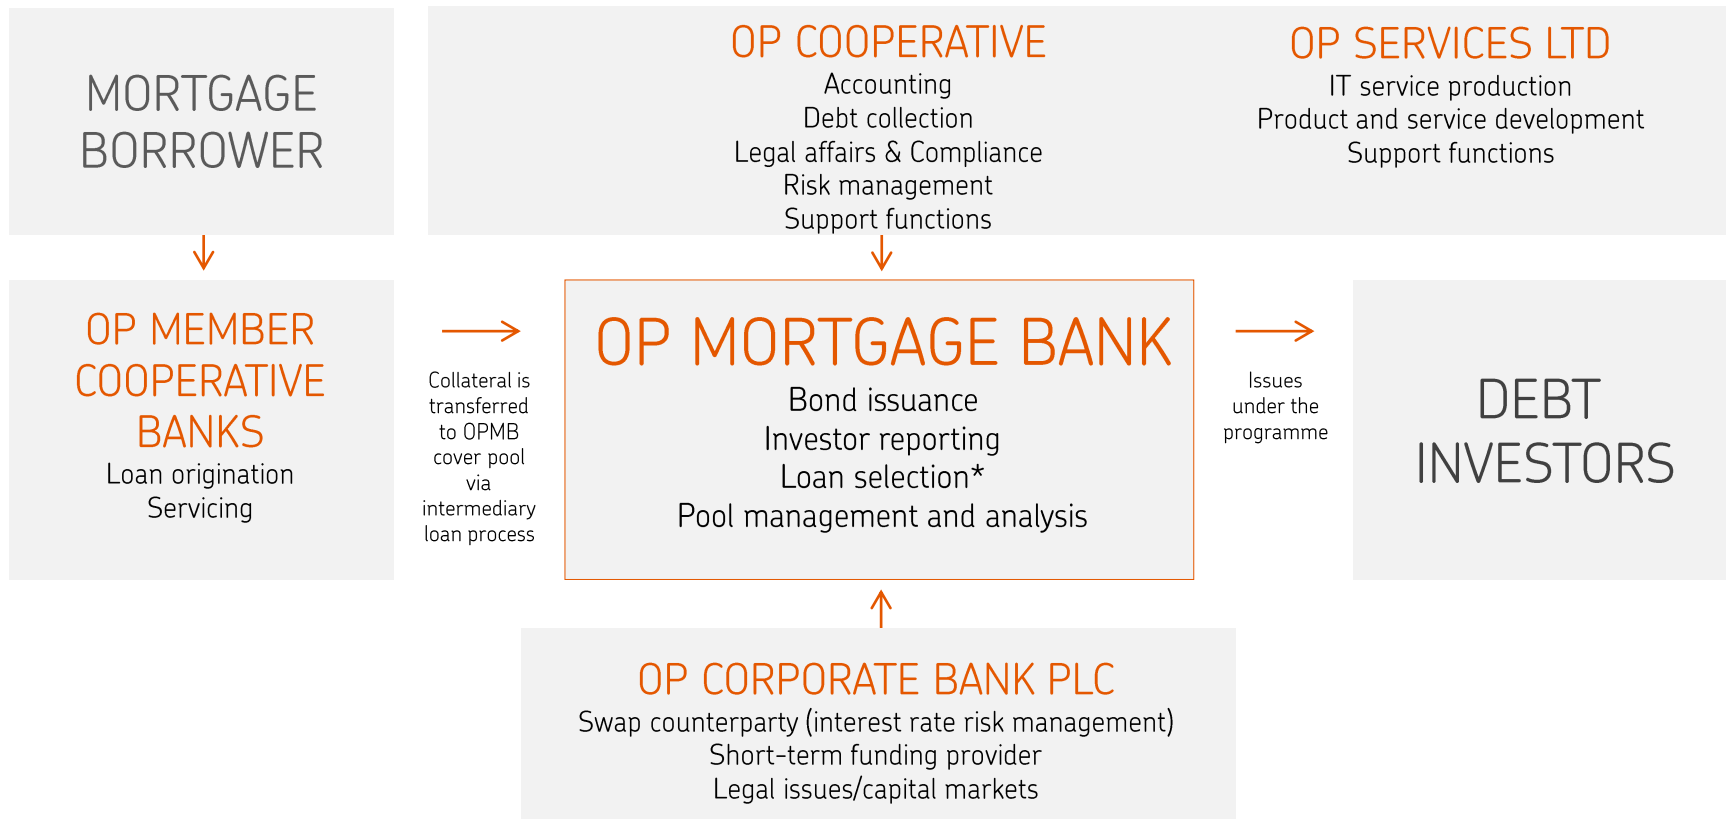 MORTGAGE
BORROWER
OP COOPERATIVE
Accounting
Debt collection
Legal affairs & Compliance
Risk management
Support functions
OP SERVICES LTD
IT service production
Product and service development
Support functions
OP MEMBER
COOPERATIVE
BANKS
Loan origination
Servicing
Collateral is
transferred
to OPMB
cover pool
via
intermediary
loan process
OP MORTGAGE BANK
Bond issuance
Investor reporting
Loan selection*
Pool management and analysis
Issues
under the
programme
DEBT
INVESTORS
OP CORPORATE BANK PLC
Swap counterparty (interest rate risk management)
Short-term funding provider
Legal issues/capital markets